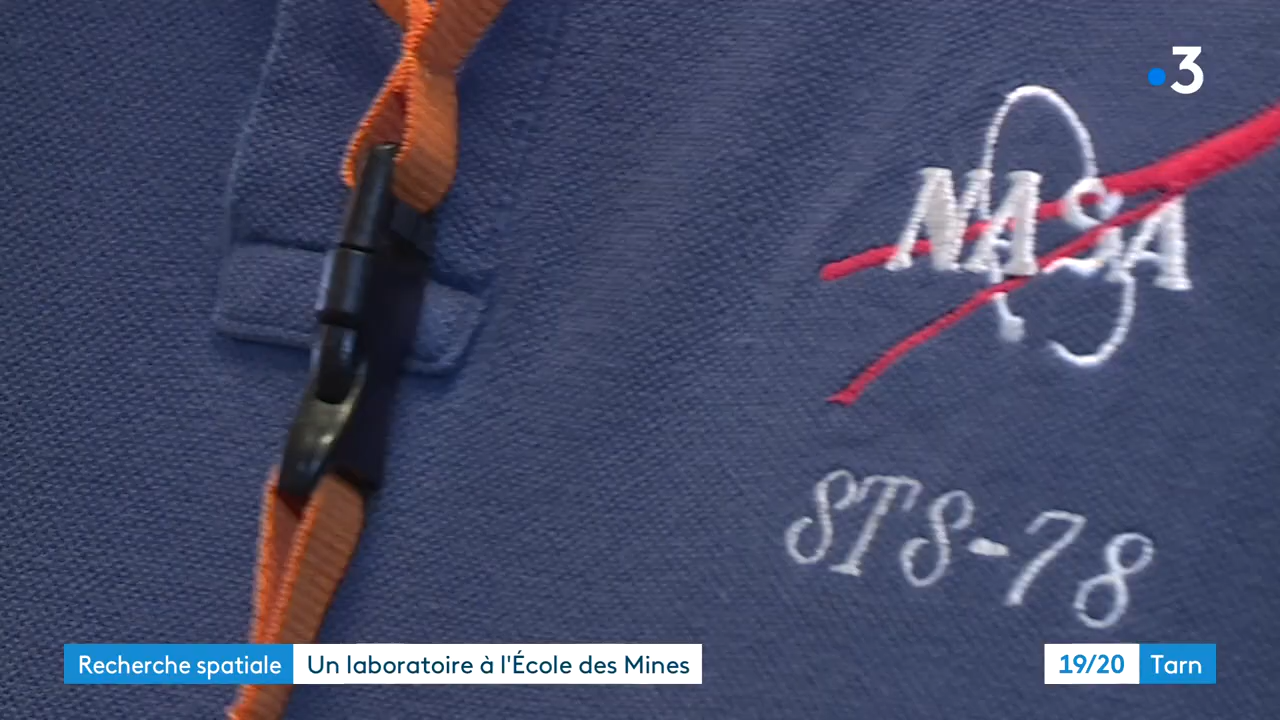 3
NASA
STS-78
Recherche spatiale Un laboratoire à l'École des Mines
19/20 Tarn